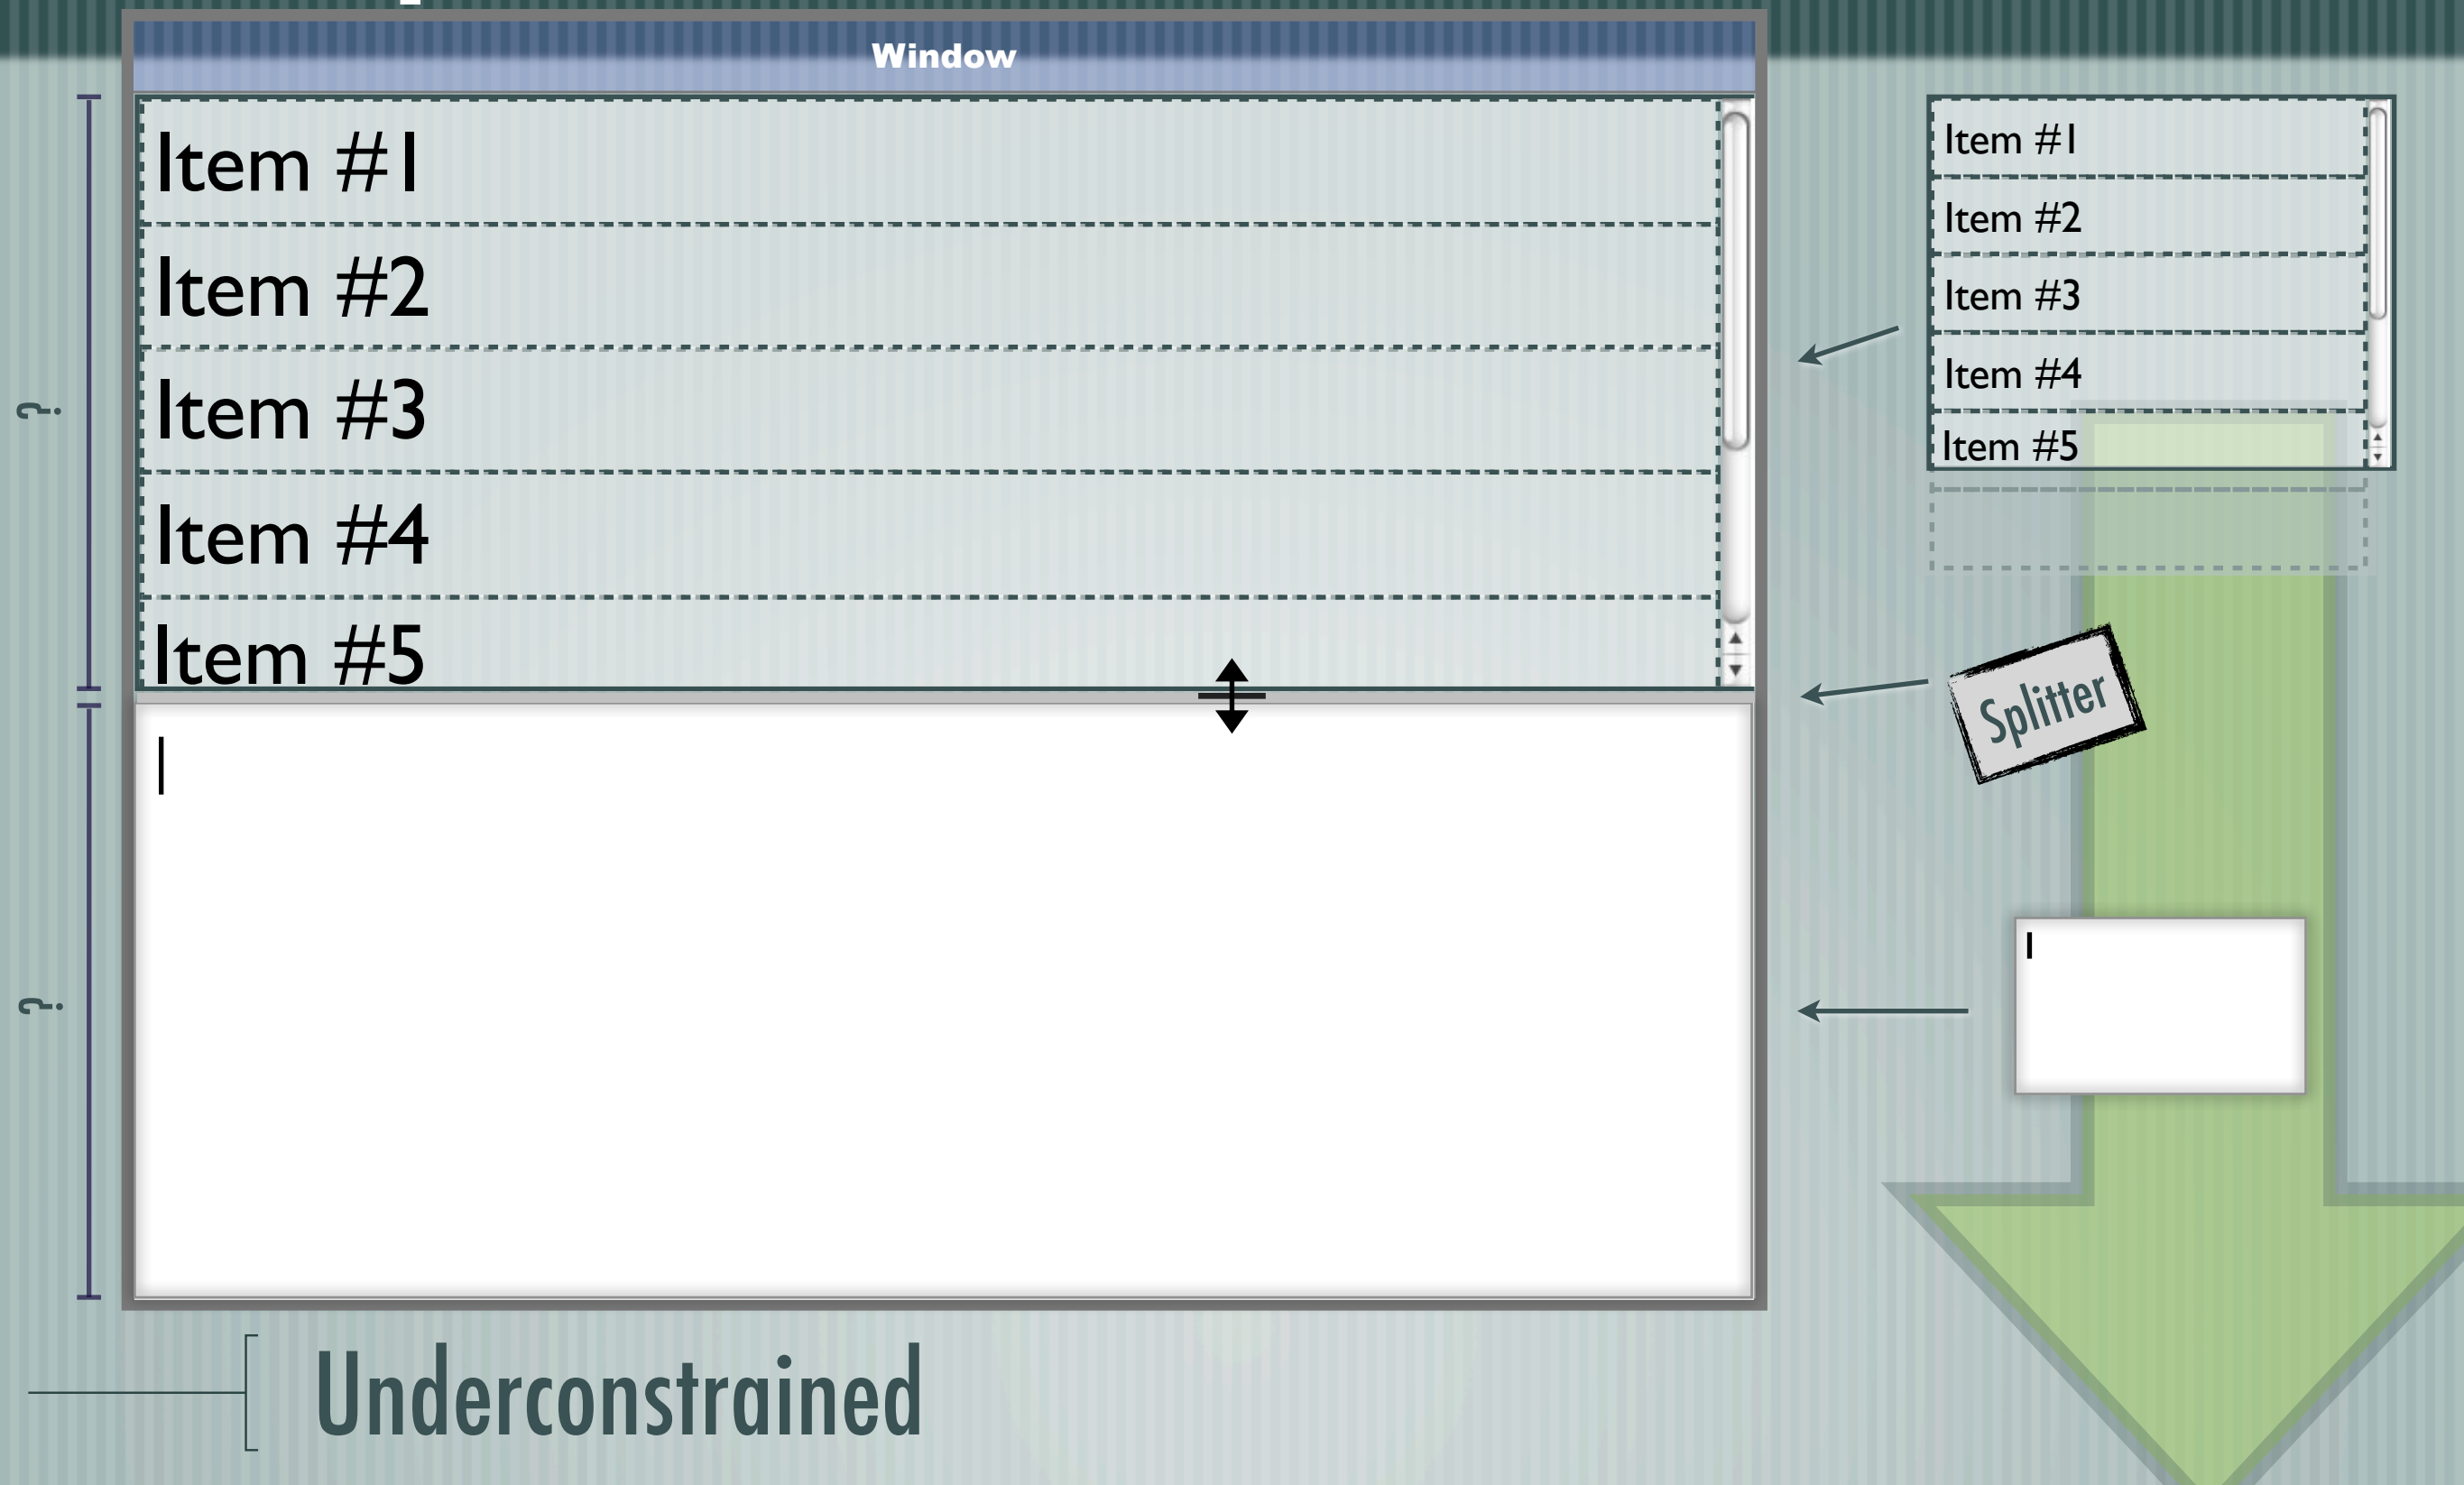 Window
Item #1
Item #2
Item #3
Item #4
Item #5
Item #1
Item #2
Item #3
Item #4
Item #5
?
?
Splitter
Underconstrained